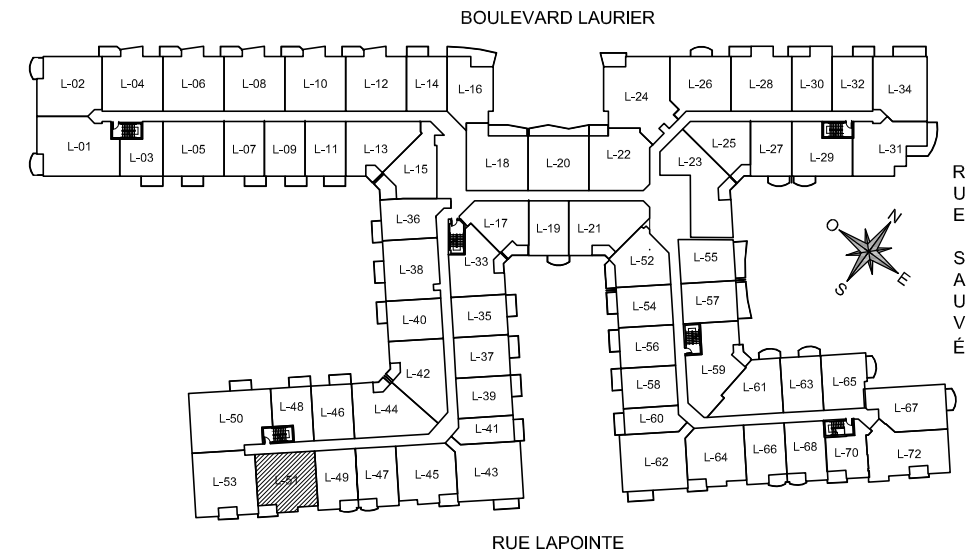 BOULEVARD LAURIER
L-02
L-04
L-06
L-08
L-10
L-12
L-14
L-16
L-24
L-26
L-28
L-30
L-32
L-34
L-01
L-03
L-05
L-07
L-09
L-11
L-13
L-15
L-18
L-20
L-22
L-23
L-25
L-27
L-29
L-31
L-36
L-17
L-19
L-21
L-33
L-38
L-52
L-55
L-40
L-35
L-54
L-57
L-37
L-56
L-42
L-58
L-59
L-39
L-60
L-41
L-61
L-63
L-65
L-67
L-50
L-48
L-46
L-44
L-53
L-51
L-49
L-47
L-45
L-43
L-62
L-64
L-66
L-68
L-70
L-72
RUE SAUVÉ
O
N
S
E
RUE LAPOINTE